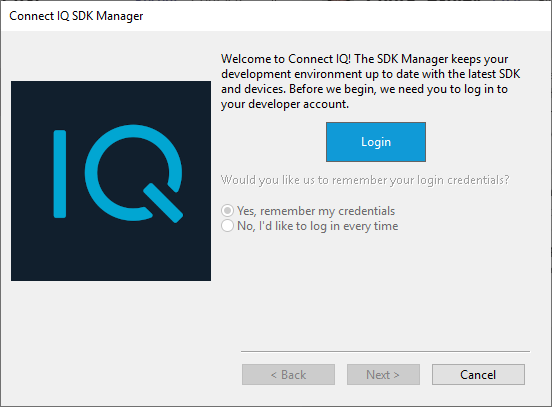 Connect IQ SDK Manager
Welcome to Connect IQ! The SDK Manager keeps your
development environment up to date with the latest SDK
and devices. Before we begin, we need you to log in to
your developer account.
IQ
Login
Would you like us to remember your login credentials?
Yes, remember my credentials
No, I'd like to log in every time
< Back
Next >
Cancel